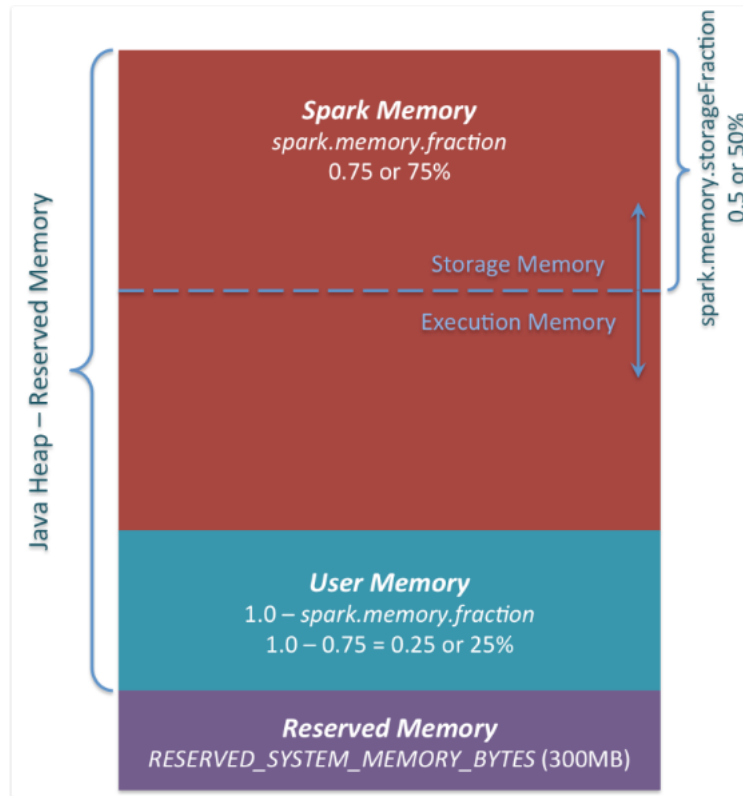 Spark Memory
spark.memory.fraction
0.75 or 75%
spark.memory.storageFraction
0.5 or 50%
Storage Memory
Execution Memory
Java Heap – Reserved Memory
User Memory
1.0 – spark.memory.fraction
1.0 – 0.75 = 0.25 or 25%
Reserved Memory
RESERVED_SYSTEM_MEMORY_BYTES (300MB)